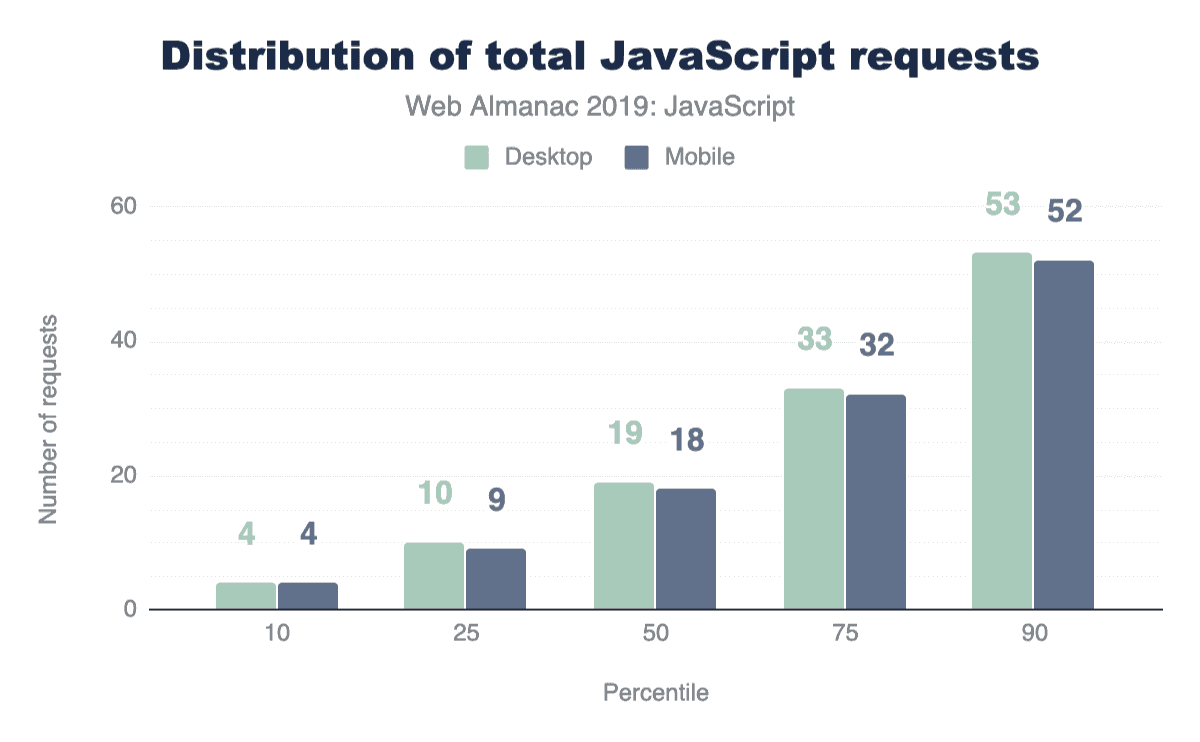 Distribution of total JavaScript requests
Web Almanac 2019: JavaScript
Desktop Mobile
60
40
20
0
Number of requests
4 4
10 9
19 18
33 32
53 52
10 25 50 75 90
Percentile